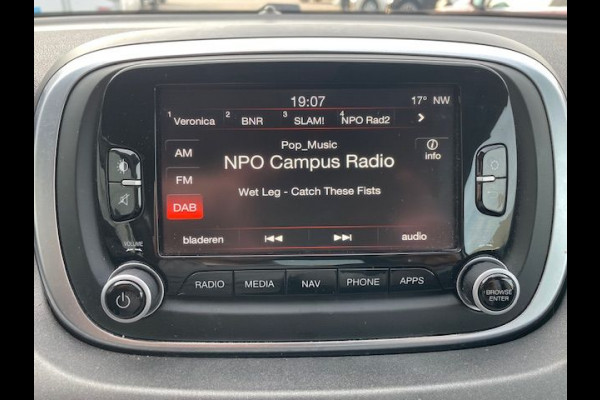 19:07 17° NW
1 Veronica 2 BNR 3 SLAM! 4 NPO Rad2 >
Pop_Music
AM NPO Campus Radio i info
FM
Wet Leg - Catch These Fists
DAB
bladeren audio
VOLUME
RADIO MEDIA NAV PHONE APPS
BROWSE
ENTER